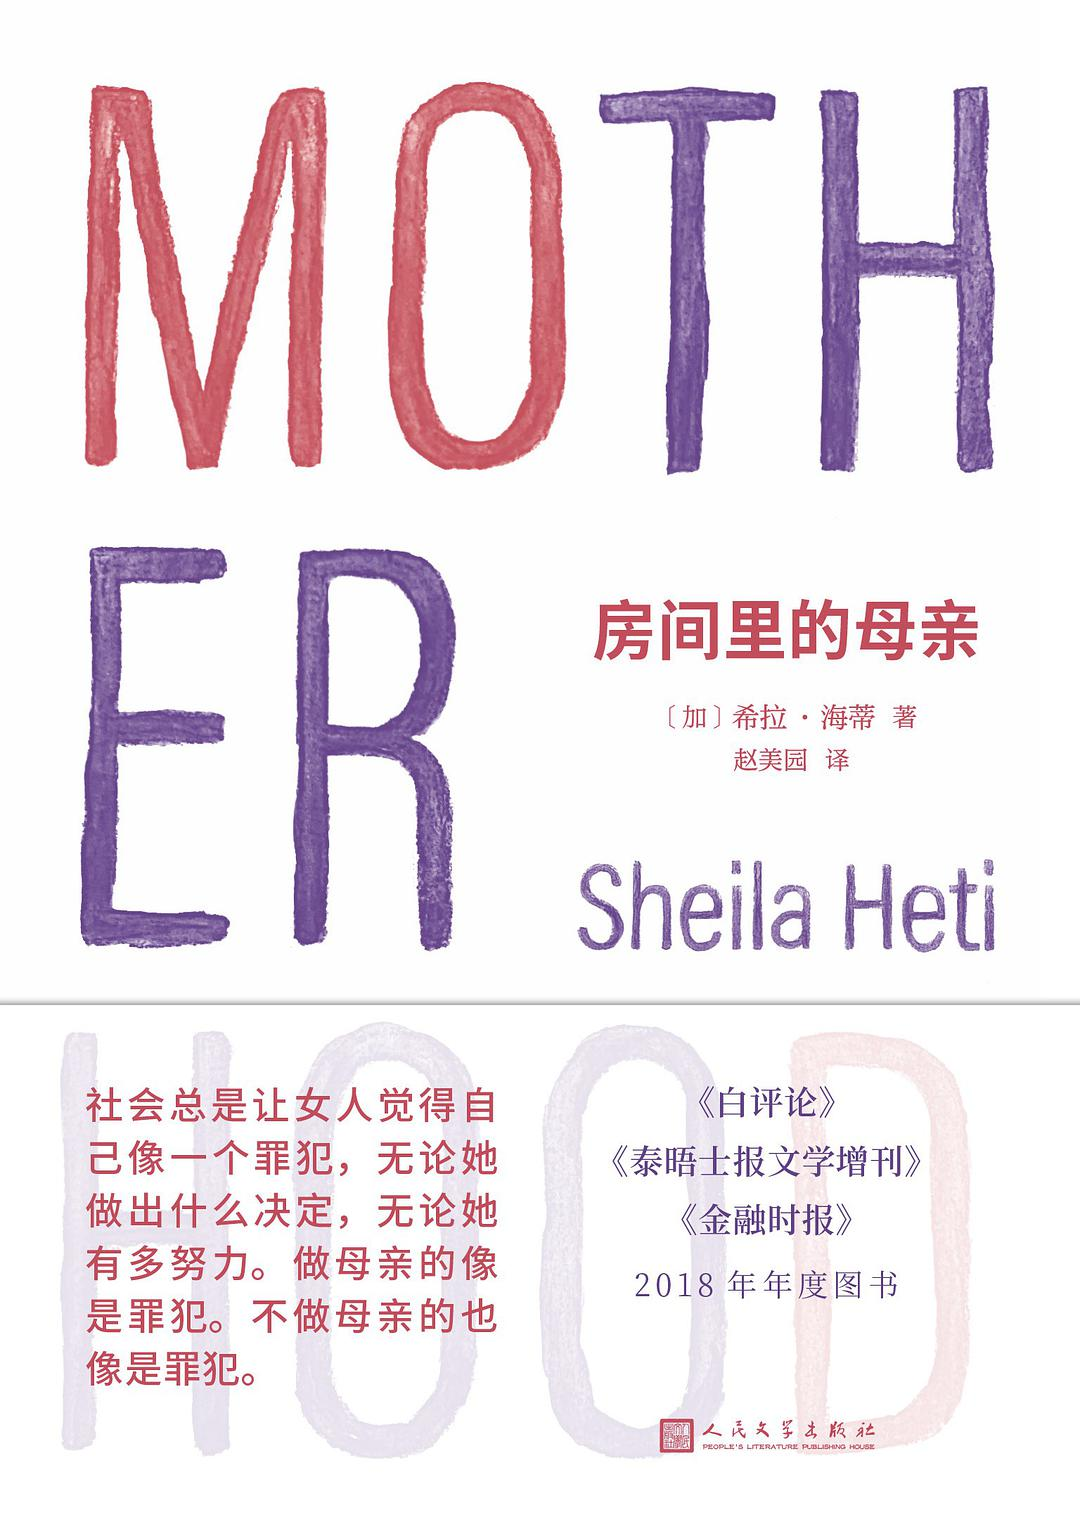 MOTH
ER
房间里的母亲
〔加〕希拉·海蒂 著
赵美园 译
Sheila Heti
HOOD
社会总是让女人觉得自
己像一个罪犯，无论她
做出什么决定，无论她
有多努力。做母亲的像
是罪犯。不做母亲的也
像是罪犯。
《白评论》
《泰晤士报文学增刊》
《金融时报》
2018年年度图书
人民文学出版社
PEOPLE'S LITERATURE PUBLISHING HOUSE